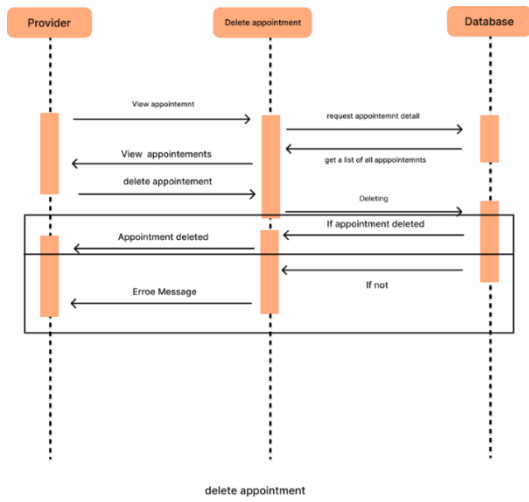 Provider
Delete appointment
Database
View appointemnt
request appointemnt detail
View appointements
get a list of all apppointemnts
delete appointement
Deleting
If appointment deleted
Appointment deleted
If not
Erroe Message
delete appointment